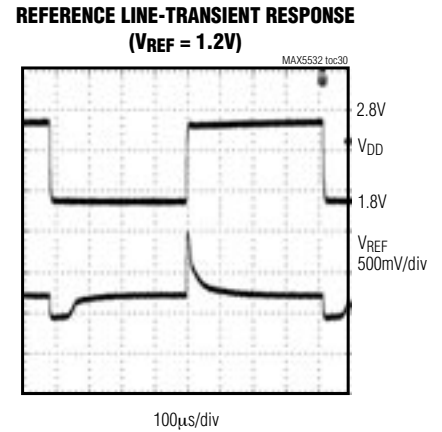 REFERENCE LINE-TRANSIENT RESPONSE
(VREF = 1.2V)
MAX5532 toc30
2.8V
VDD
1.8V
VREF
500mV/div
100µs/div